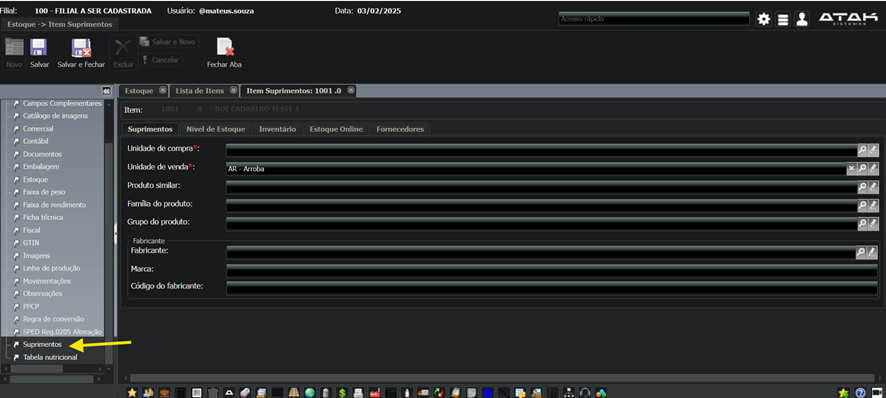 Filial: 100 - FILIAL A SER CADASTRADA Usuário: @mateus.souza Data: 03/02/2025
Estoque -> Item Suprimentos
Acesso rápido
ATAK
SISTEMAS
Novo Salvar Salvar e Fechar Excluir Salvar e Novo Cancelar Fechar Aba
Estoque Lista de Itens Item Suprimentos: 1001 .0
Campos Complementares
Catálogo de imagens
Comercial
Contábil
Documentos
Embalagem
Estoque
Faixa de peso
Faixa de rendimento
Ficha técnica
Fiscal
GTIN
Imagens
Linha de produção
Movimentações
Observações
PPCP
Regra de conversão
SPED Reg.0205 Alteração
Suprimentos
Tabela nutricional
Item: 1001 .0 - BOI CADASTRO TESTE 1
Suprimentos Nível de Estoque Inventário Estoque Online Fornecedores
Unidade de compra*:
Unidade de venda*: AR - Arroba
Produto similar:
Família do produto:
Grupo do produto:
Fabricante
Fabricante:
Marca:
Código do fabricante: